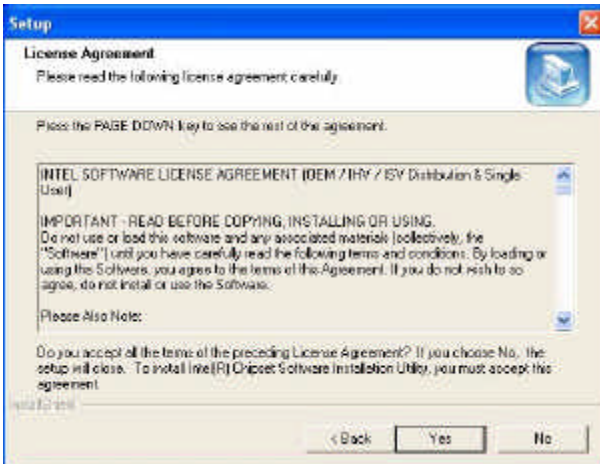 Setup
License Agreement
Please read the following license agreement carefully.
Press the PAGE DOWN key to see the rest of the agreement.
INTEL SOFTWARE LICENSE AGREEMENT (OEM / IHV / ISV Distribution & Single
User)
IMPORTANT - READ BEFORE COPYING, INSTALLING OR USING.
Do not use or load this software and any associated materials (collectively, the
"Software") until you have carefully read the following terms and conditions. By loading or
using the Software, you agree to the terms of this Agreement. If you do not wish to so
agree, do not install or use the Software.
Please Also Note:
Do you accept all the terms of the preceding License Agreement? If you choose No, the
setup will close. To install Intel(R) Chipset Software Installation Utility, you must accept this
agreement.
< Back
Yes
No